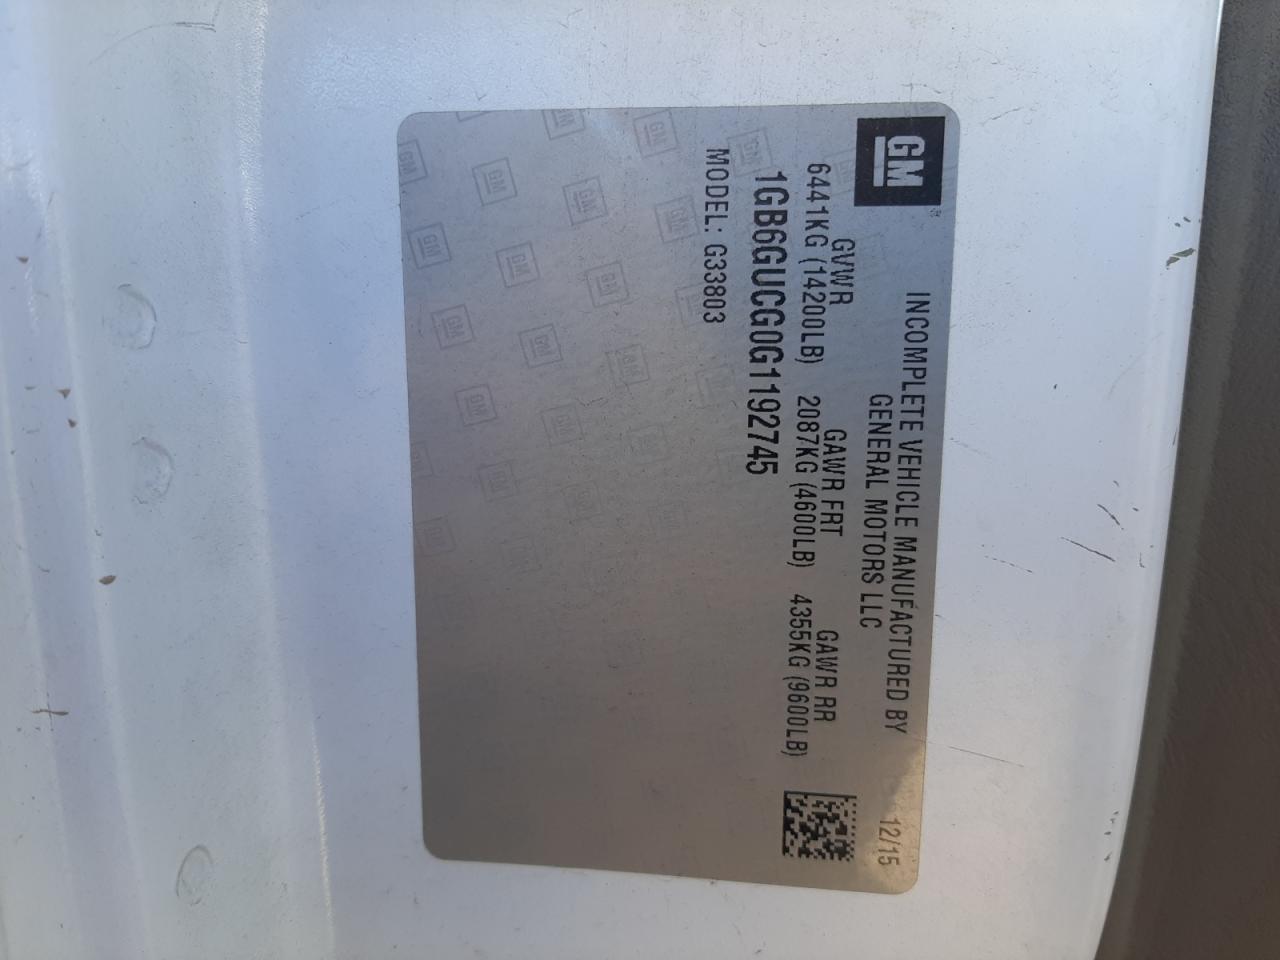 GM
INCOMPLETE VEHICLE MANUFACTURED BY
GENERAL MOTORS LLC
12/15
GVWR GAWR FRT GAWR RR
6441KG (14200LB) 2087KG (4600LB) 4355KG (9600LB)
1GB6GUCG0G1192745
MODEL: G33803